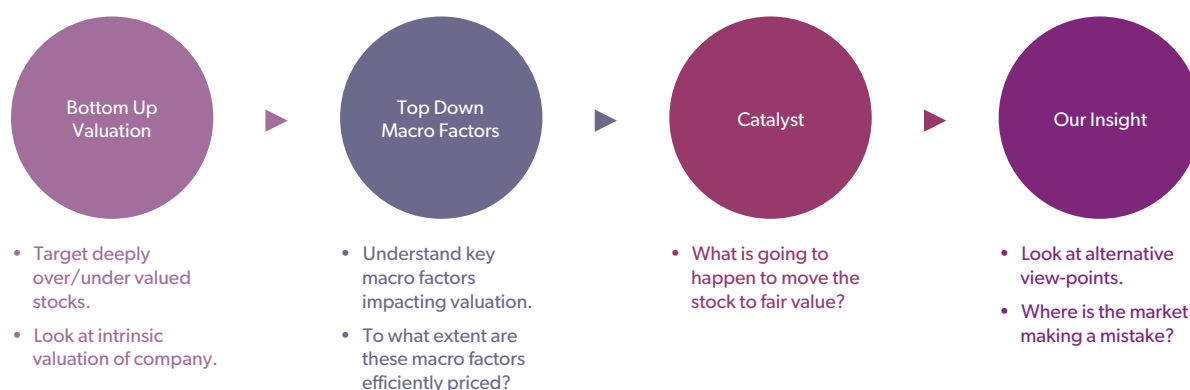 Bottom Up
Valuation
Top Down
Macro Factors
Catalyst
Our Insight
• Target deeply
over/under valued
stocks.
• Look at intrinsic
valuation of company.
• Understand key
macro factors
impacting valuation.
• To what extent are
these macro factors
efficiently priced?
• What is going to
happen to move the
stock to fair value?
• Look at alternative
view-points.
• Where is the market
making a mistake?